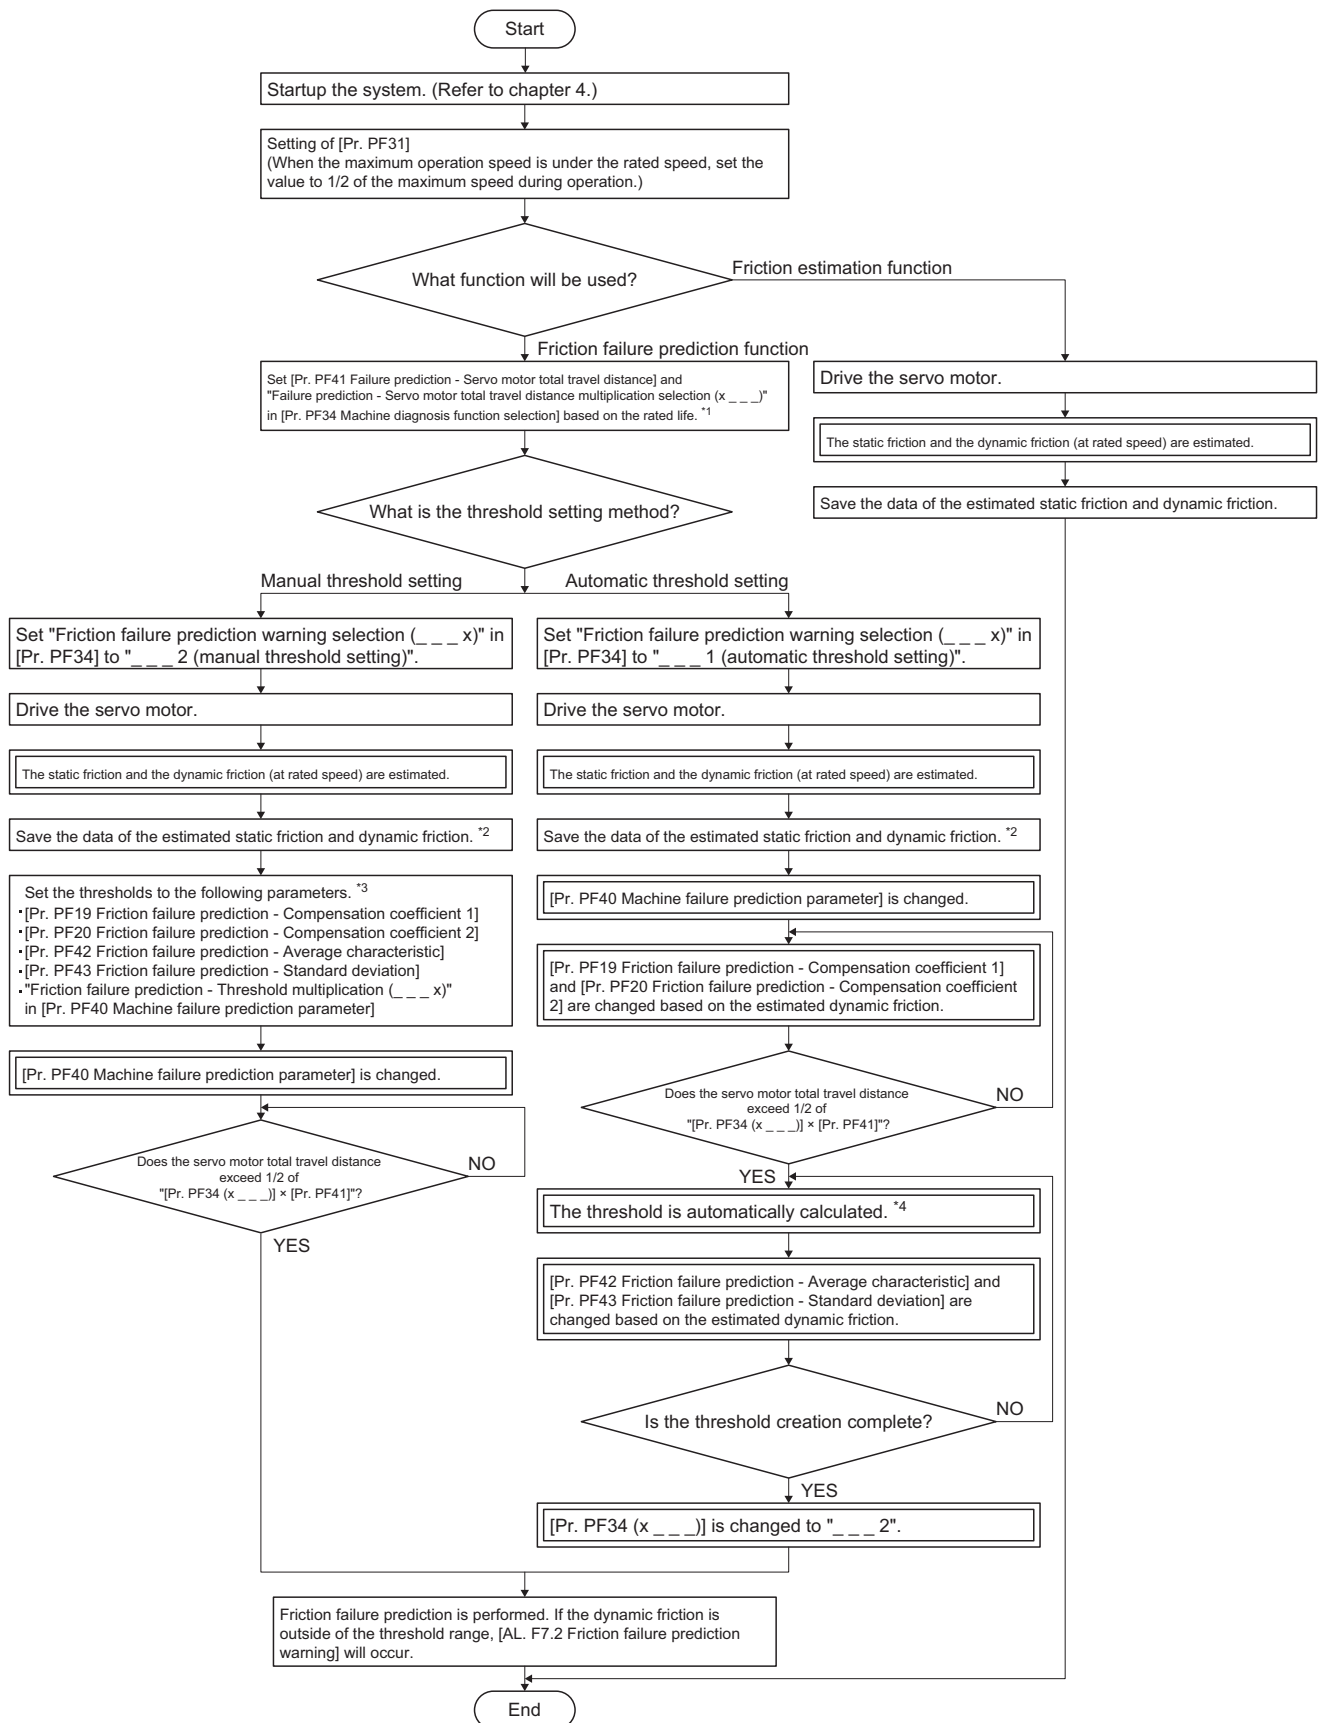 Start
Startup the system. (Refer to chapter 4.)
Setting of [Pr. PF31]
(When the maximum operation speed is under the rated speed, set the
value to 1/2 of the maximum speed during operation.)
What function will be used?
Friction estimation function
Friction failure prediction function
Set [Pr. PF41 Failure prediction - Servo motor total travel distance] and
"Failure prediction - Servo motor total travel distance multiplication selection (x _ _ _)"
in [Pr. PF34 Machine diagnosis function selection] based on the rated life. *1
Drive the servo motor.
The static friction and the dynamic friction (at rated speed) are estimated.
Save the data of the estimated static friction and dynamic friction.
What is the threshold setting method?
Manual threshold setting
Automatic threshold setting
Set "Friction failure prediction warning selection (_ _ _ x)" in
[Pr. PF34] to "_ _ _ 2 (manual threshold setting)".
Drive the servo motor.
The static friction and the dynamic friction (at rated speed) are estimated.
Save the data of the estimated static friction and dynamic friction. *2
Set the thresholds to the following parameters. *3
·[Pr. PF19 Friction failure prediction - Compensation coefficient 1]
·[Pr. PF20 Friction failure prediction - Compensation coefficient 2]
·[Pr. PF42 Friction failure prediction - Average characteristic]
·[Pr. PF43 Friction failure prediction - Standard deviation]
·"Friction failure prediction - Threshold multiplication (_ _ _ x)"
in [Pr. PF40 Machine failure prediction parameter]
[Pr. PF40 Machine failure prediction parameter] is changed.
Does the servo motor total travel distance
exceed 1/2 of
"[Pr. PF34 (x _ _ _)] × [Pr. PF41]"?
NO
YES
Set "Friction failure prediction warning selection (_ _ _ x)" in
[Pr. PF34] to "_ _ _ 1 (automatic threshold setting)".
Drive the servo motor.
The static friction and the dynamic friction (at rated speed) are estimated.
Save the data of the estimated static friction and dynamic friction. *2
[Pr. PF40 Machine failure prediction parameter] is changed.
[Pr. PF19 Friction failure prediction - Compensation coefficient 1]
and [Pr. PF20 Friction failure prediction - Compensation coefficient
2] are changed based on the estimated dynamic friction.
Does the servo motor total travel distance
exceed 1/2 of
"[Pr. PF34 (x _ _ _)] × [Pr. PF41]"?
NO
YES
The threshold is automatically calculated. *4
[Pr. PF42 Friction failure prediction - Average characteristic] and
[Pr. PF43 Friction failure prediction - Standard deviation] are
changed based on the estimated dynamic friction.
Is the threshold creation complete?
NO
YES
[Pr. PF34 (x _ _ _)] is changed to "_ _ _ 2".
Friction failure prediction is performed. If the dynamic friction is
outside of the threshold range, [AL. F7.2 Friction failure prediction
warning] will occur.
End